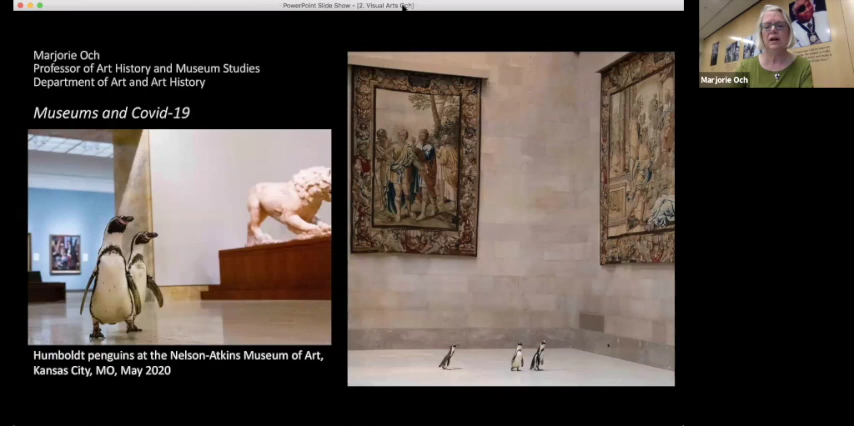 PowerPoint Slide Show - [2. Visual Arts Och]
Marjorie Och
Professor of Art History and Museum Studies
Department of Art and Art History
Museums and Covid-19
Humboldt penguins at the Nelson-Atkins Museum of Art,
Kansas City, MO, May 2020
Marjorie Och